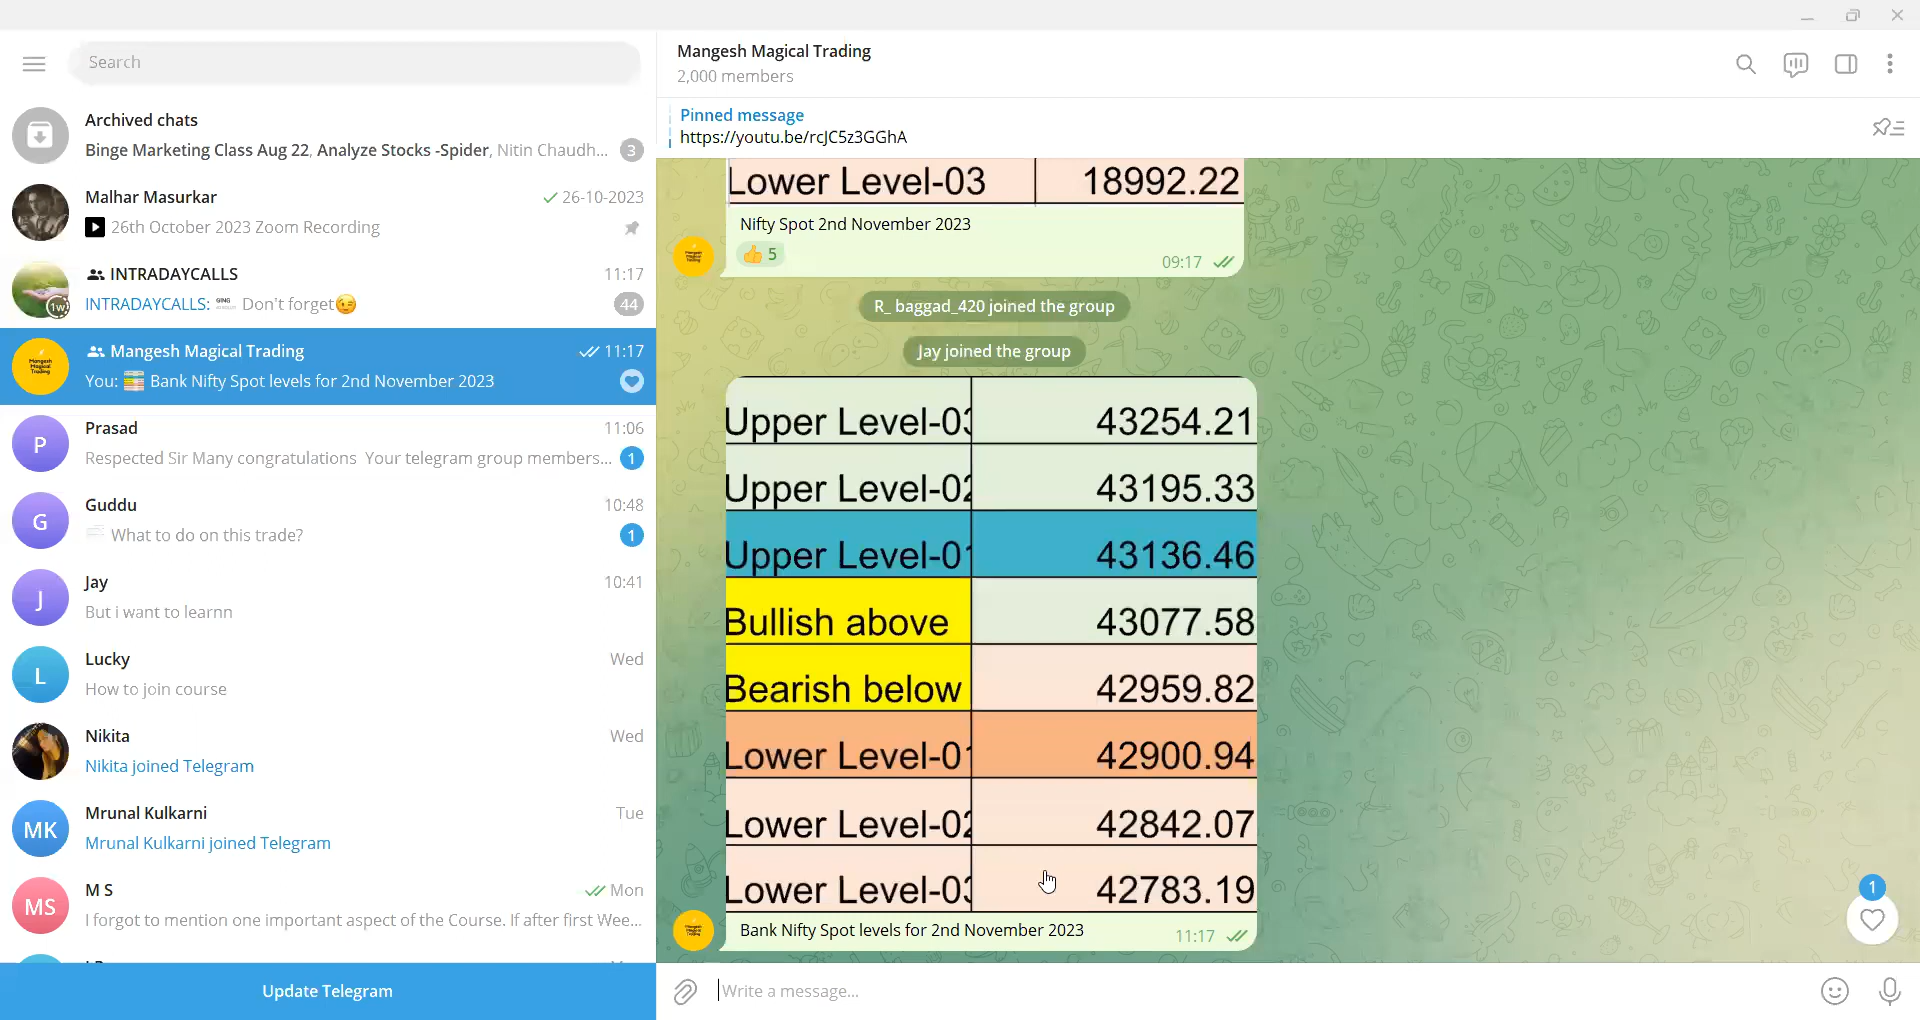 Search
Archived chats
Binge Marketing Class Aug 22, Analyze Stocks -Spider, Nitin Chaudh... 3
Malhar Masurkar 26-10-2023
26th October 2023 Zoom Recording
INTRADAYCALLS 11:17
1w
INTRADAYCALLS: Don't forget😉 44
Mangesh Magical Trading 11:17
You: Bank Nifty Spot levels for 2nd November 2023
P
Prasad 11:06
Respected Sir Many congratulations Your telegram group members... 1
G
Guddu 10:48
What to do on this trade? 1
J
Jay 10:41
But i want to learnn
L
Lucky Wed
How to join course
Nikita Wed
Nikita joined Telegram
MK
Mrunal Kulkarni Tue
Mrunal Kulkarni joined Telegram
MS
M S Mon
I forgot to mention one important aspect of the Course. If after first Wee...
Update Telegram
Mangesh Magical Trading
2,000 members
Pinned message
https://youtu.be/rcJC5z3GGhA
Lower Level-03 18992.22
Nifty Spot 2nd November 2023
👍 5
09:17
R_ baggad_420 joined the group
Jay joined the group
Upper Level-03 43254.21
Upper Level-02 43195.33
Upper Level-01 43136.46
Bullish above 43077.58
Bearish below 42959.82
Lower Level-01 42900.94
Lower Level-02 42842.07
Lower Level-03 42783.19
Bank Nifty Spot levels for 2nd November 2023
11:17
1
Write a message...